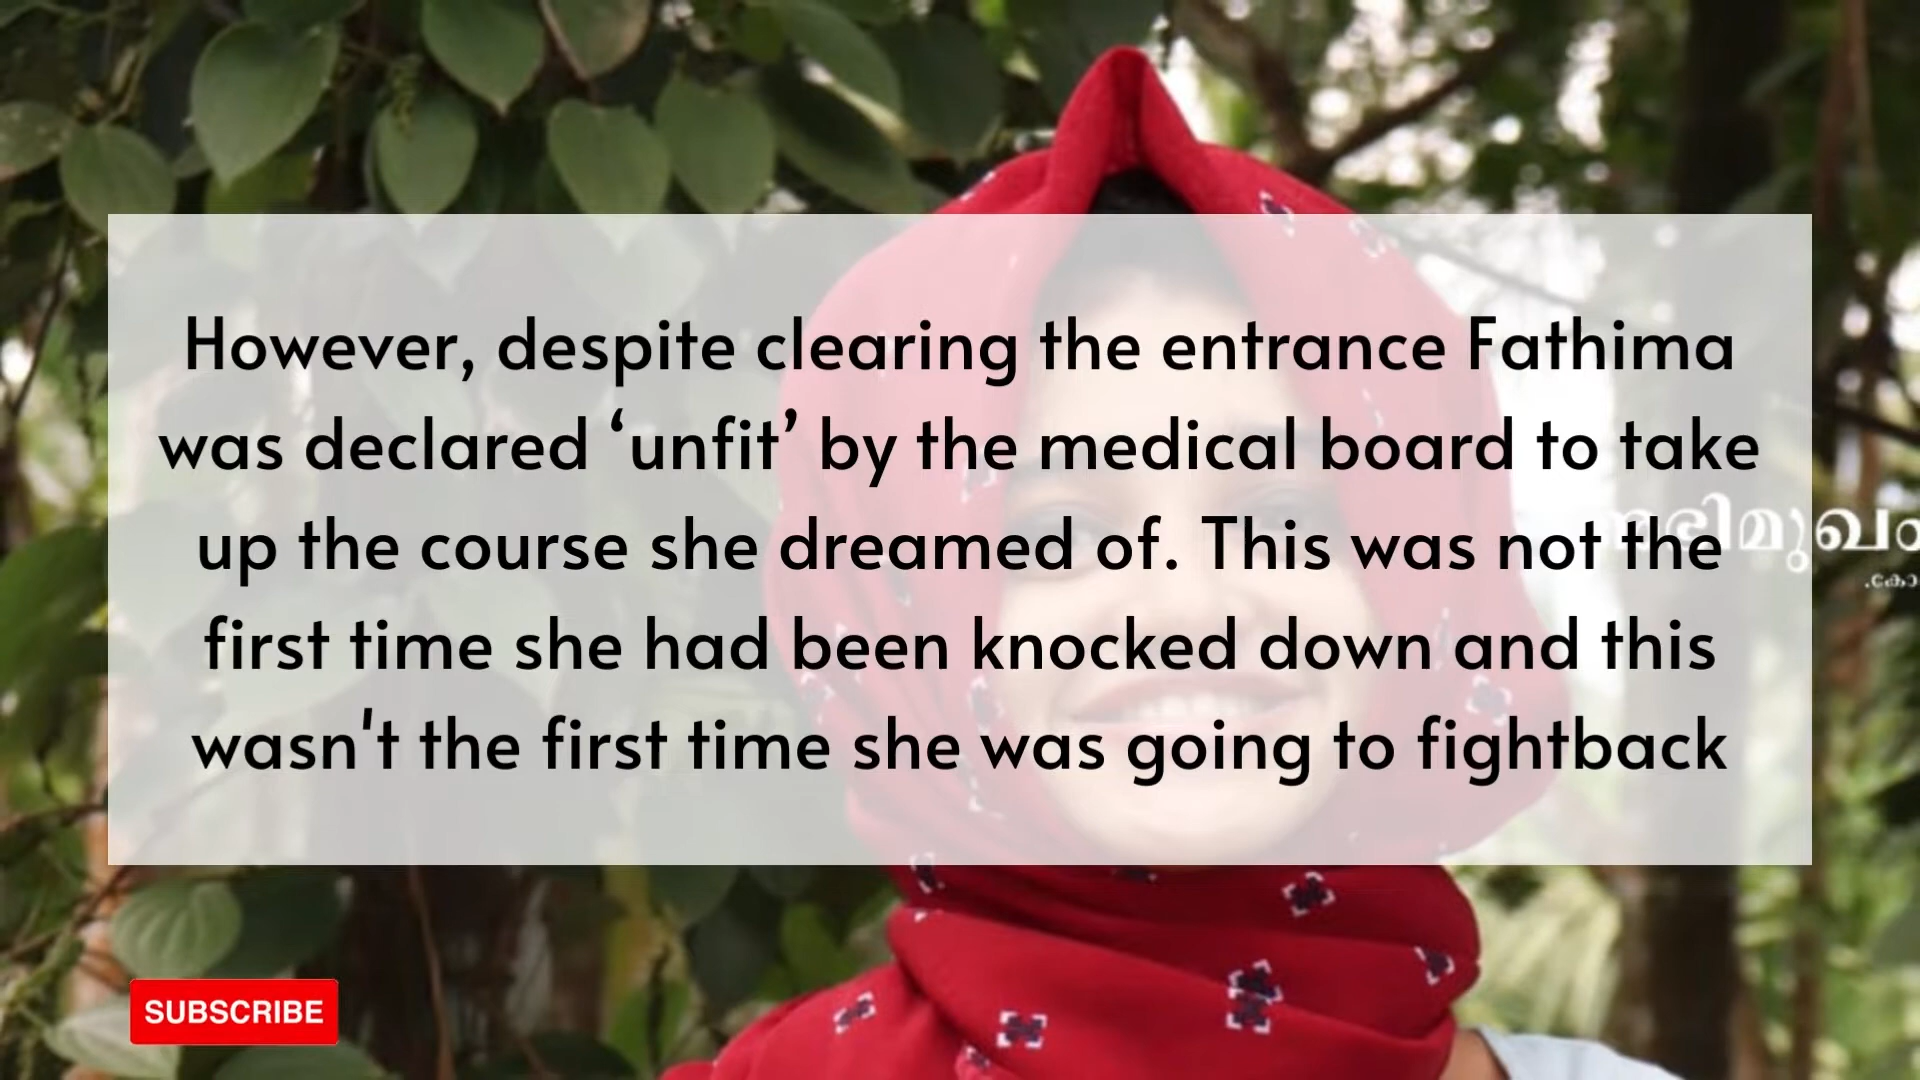 However, despite clearing the entrance Fathima
was declared ‘unfit’ by the medical board to take
up the course she dreamed of. This was not the
first time she had been knocked down and this
wasn't the first time she was going to fightback
SUBSCRIBE